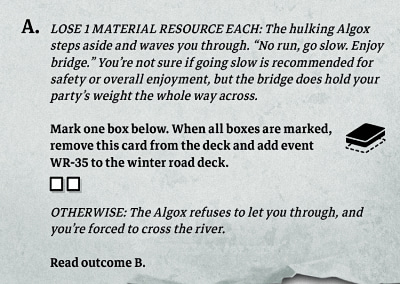 A. LOSE 1 MATERIAL RESOURCE EACH: The hulking Algox
steps aside and waves you through. “No run, go slow. Enjoy
bridge.” You’re not sure if going slow is recommended for
safety or overall enjoyment, but the bridge does hold your
party’s weight the whole way across.
Mark one box below. When all boxes are marked,
remove this card from the deck and add event
WR-35 to the winter road deck.
OTHERWISE: The Algox refuses to let you through, and
you’re forced to cross the river.
Read outcome B.